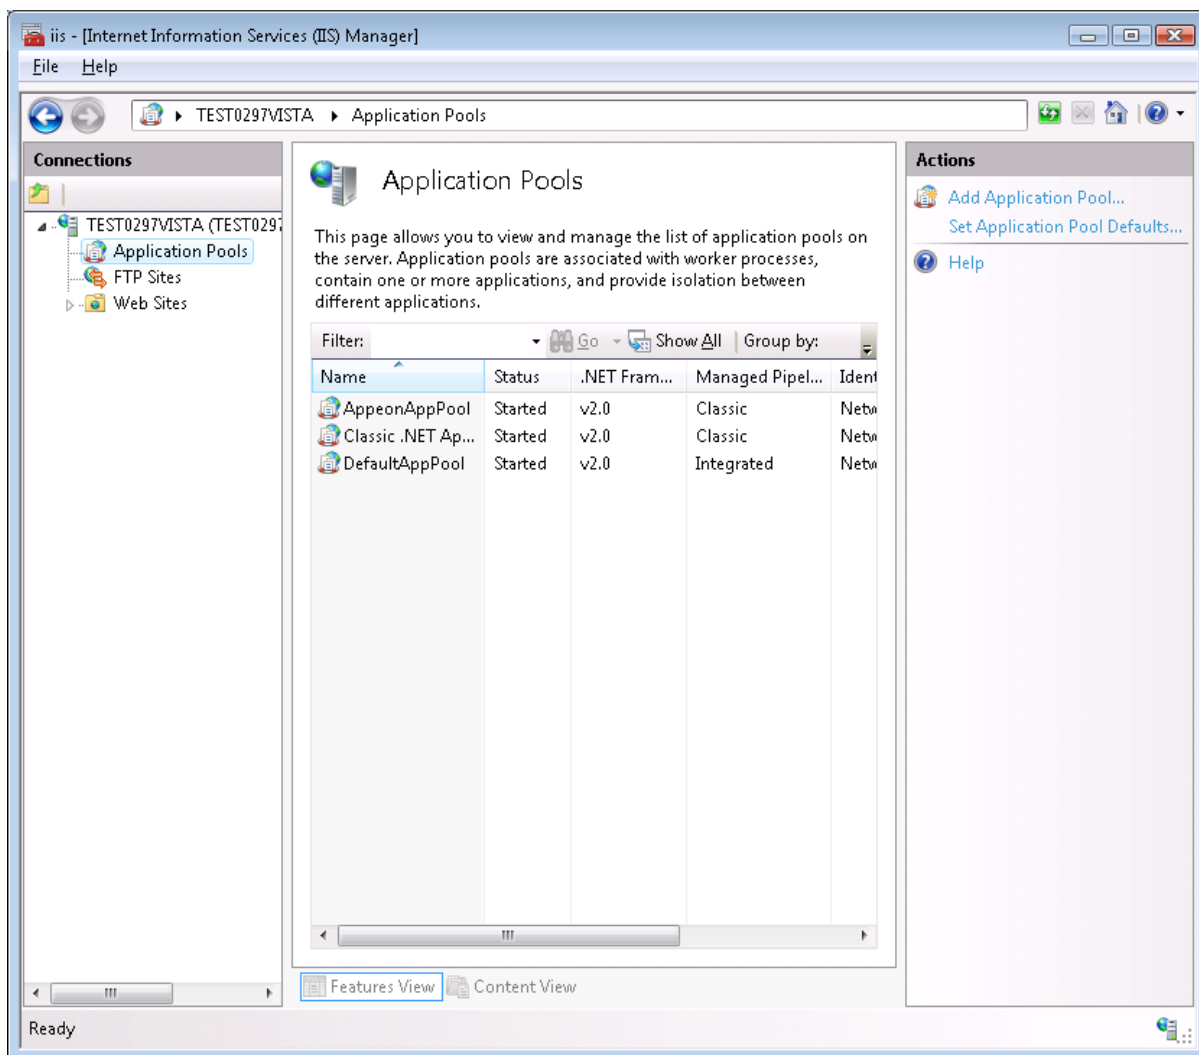 iis - [Internet Information Services (IIS) Manager]
File Help
TEST0297VISTA Application Pools
Connections
TEST0297VISTA (TEST0297
Application Pools
FTP Sites
Web Sites
Application Pools
This page allows you to view and manage the list of application pools on
the server. Application pools are associated with worker processes,
contain one or more applications, and provide isolation between
different applications.
Filter: Go Show All Group by:
Name Status .NET Fram... Managed Pipel... Ident
AppeonAppPool Started v2.0 Classic Netw
Classic .NET Ap... Started v2.0 Classic Netw
DefaultAppPool Started v2.0 Integrated Netw
Features View Content View
Actions
Add Application Pool...
Set Application Pool Defaults...
Help
Ready